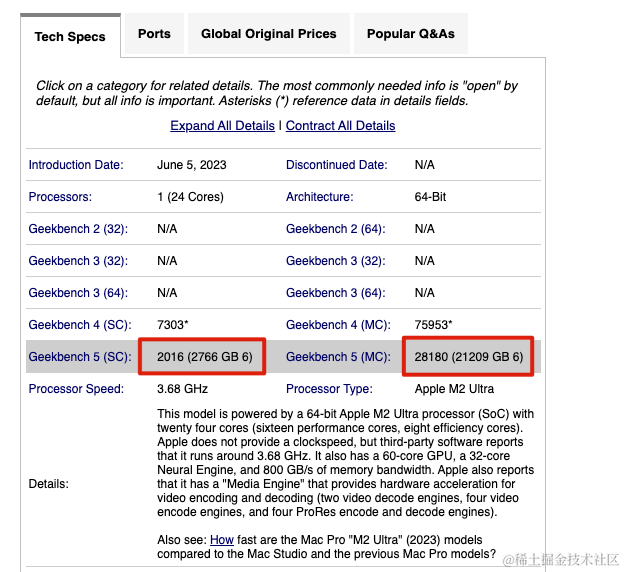 Tech Specs Ports Global Original Prices Popular Q&As
Click on a category for related details. The most commonly needed info is "open" by
default, but all info is important. Asterisks (*) reference data in details fields.
Expand All Details | Contract All Details
Introduction Date: June 5, 2023 Discontinued Date: N/A
Processors: 1 (24 Cores) Architecture: 64-Bit
Geekbench 2 (32): N/A Geekbench 2 (64): N/A
Geekbench 3 (32): N/A Geekbench 3 (32): N/A
Geekbench 3 (64): N/A Geekbench 3 (64): N/A
Geekbench 4 (SC): 7303* Geekbench 4 (MC): 75953*
Geekbench 5 (SC): 2016 (2766 GB 6) Geekbench 5 (MC): 28180 (21209 GB 6)
Processor Speed: 3.68 GHz Processor Type: Apple M2 Ultra
This model is powered by a 64-bit Apple M2 Ultra processor (SoC) with
twenty four cores (sixteen performance cores, eight efficiency cores).
Apple does not provide a clockspeed, but third-party software reports
that it runs around 3.68 GHz. It also has a 60-core GPU, a 32-core
Neural Engine, and 800 GB/s of memory bandwidth. Apple also reports
Details: that it has a "Media Engine" that provides hardware acceleration for
video encoding and decoding (two video decode engines, four video
encode engines, and four ProRes encode and decode engines).
Also see: How fast are the Mac Pro "M2 Ultra" (2023) models
compared to the Mac Studio and the previous Mac Pro models?
@稀土掘金技术社区